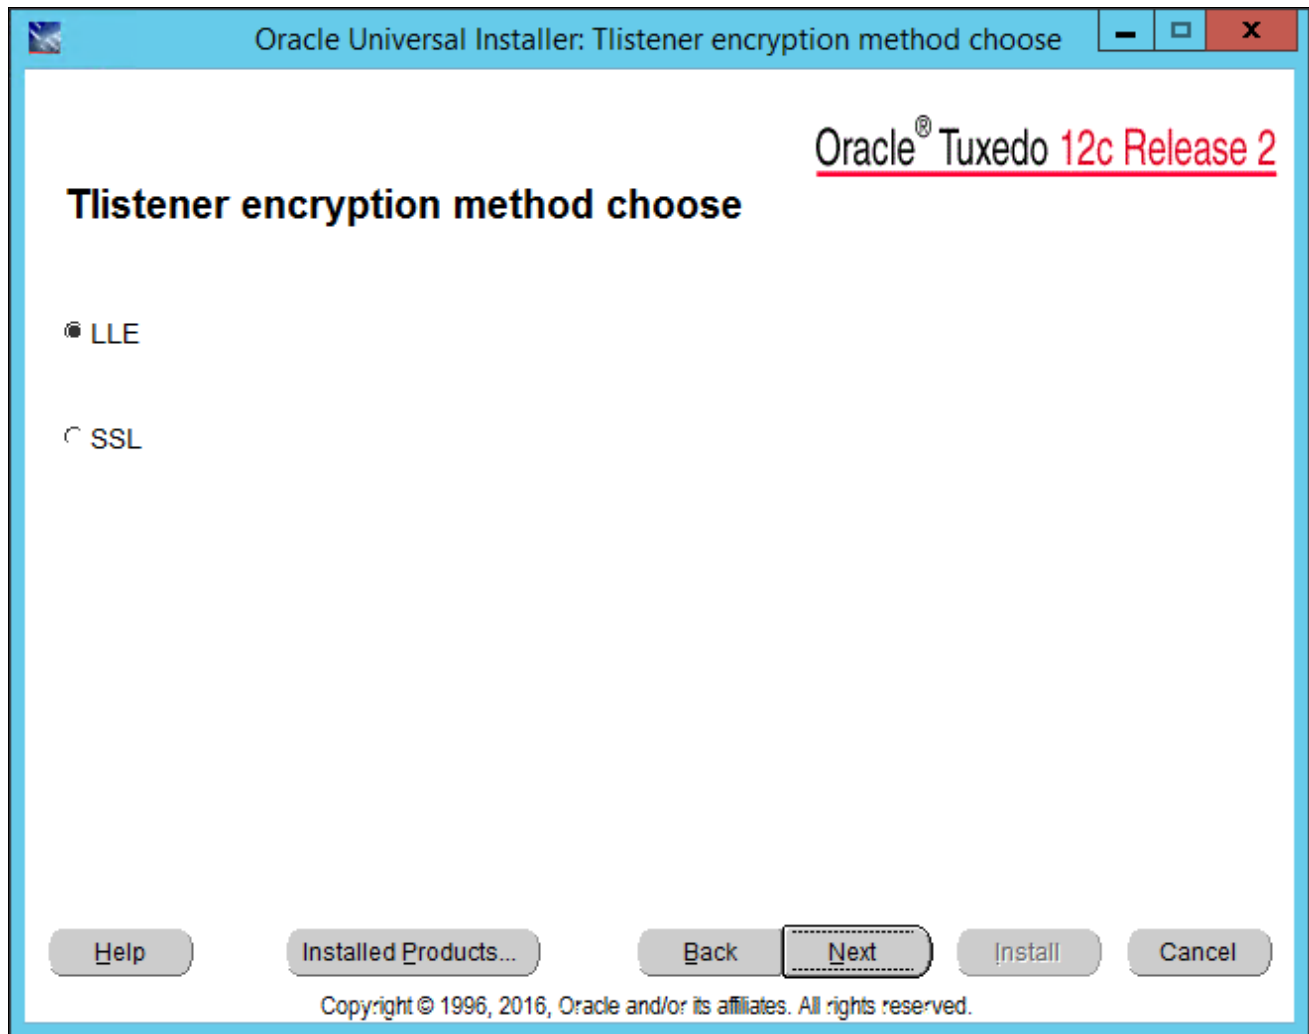 Oracle Universal Installer: Tlistener encryption method choose
Oracle® Tuxedo 12c Release 2
Tlistener encryption method choose
LLE
SSL
Help Installed Products... Back Next Install Cancel
Copyright © 1996, 2016, Oracle and/or its affiliates. All rights reserved.